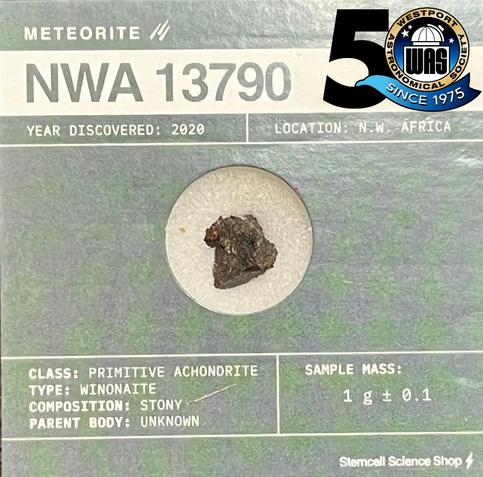 METEORITE
NWA 13790
50
WESTPORT ASTRONOMICAL SOCIETY
WAS
SINCE 1975
YEAR DISCOVERED: 2020
LOCATION: N.W. AFRICA
CLASS: PRIMITIVE ACHONDRITE
TYPE: WINONAITE
COMPOSITION: STONY
PARENT BODY: UNKNOWN
SAMPLE MASS:
1 g ± 0.1
Stemcell Science Shop